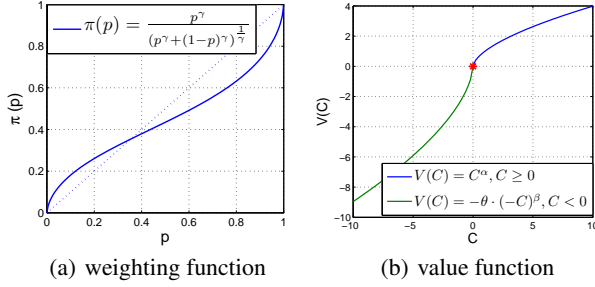 π(p) = p^γ / (p^γ+(1−p)^γ)^(1/γ)
1
0.8
0.6
0.4
0.2
0
π (p)
0 0.2 0.4 0.6 0.8 1
p
(a) weighting function
4
2
0
−2
−4
−6
−8
−10
V(C)
V(C) = C^α, C ≥ 0
V(C) = −θ · (−C)^β, C < 0
−10 −5 0 5 10
C
(b) value function